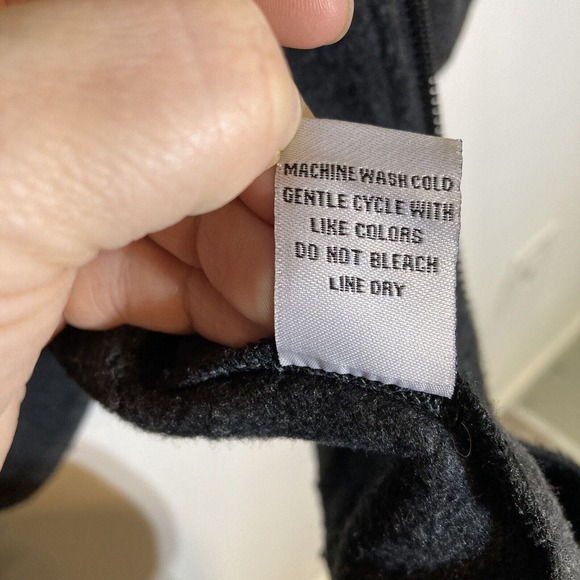 MACHINE WASH COLD
GENTLE CYCLE WITH
LIKE COLORS
DO NOT BLEACH
LINE DRY